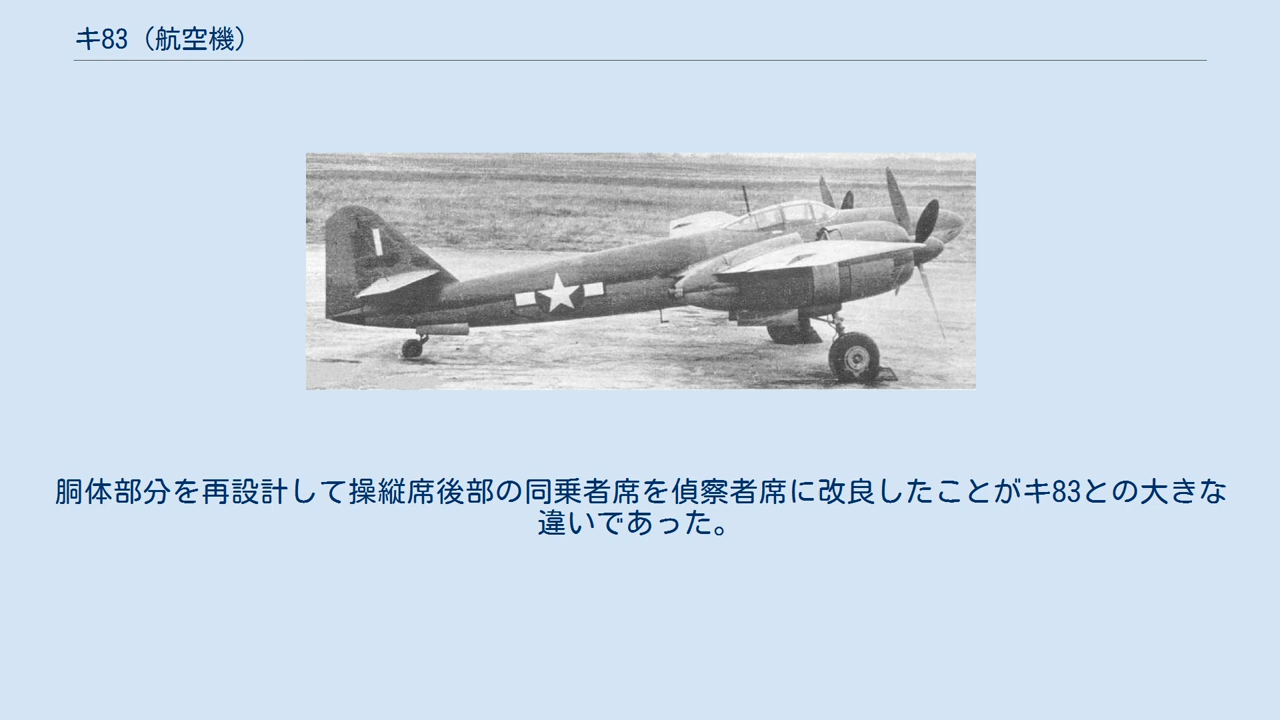 キ83（航空機）
胴体部分を再設計して操縦席後部の同乗者席を偵察者席に改良したことがキ83との大きな
違いであった。